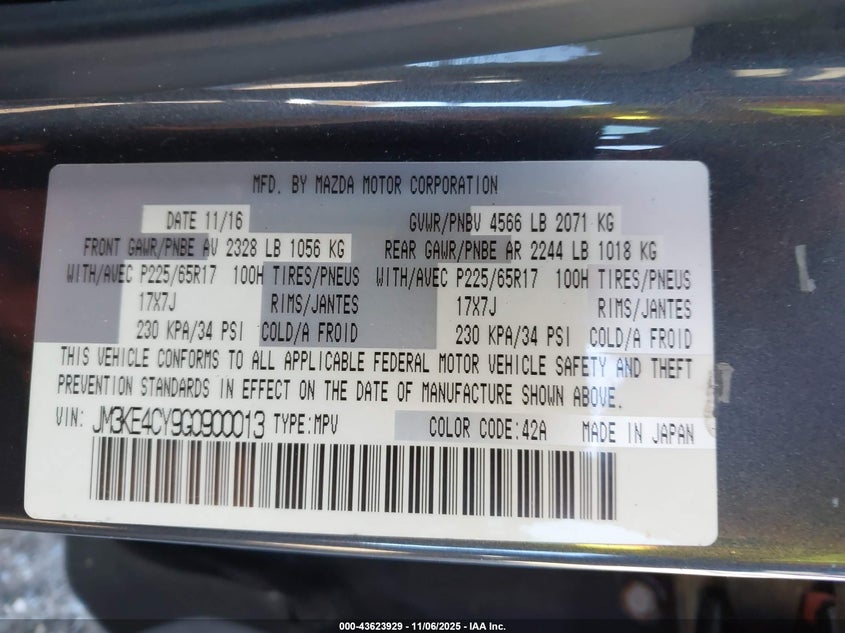 MFD. BY MAZDA MOTOR CORPORATION
DATE 11/16 GVWR/PNBV 4566 LB 2071 KG
FRONT GAWR/PNBE AV 2328 LB 1056 KG REAR GAWR/PNBE AR 2244 LB 1018 KG
WITH/AVEC P225/65R17 100H TIRES/PNEUS WITH/AVEC P225/65R17 100H TIRES/PNEUS
17X7J RIMS/JANTES 17X7J RIMS/JANTES
230 KPA/34 PSI COLD/A FROID 230 KPA/34 PSI COLD/A FROID
THIS VEHICLE CONFORMS TO ALL APPLICABLE FEDERAL MOTOR VEHICLE SAFETY AND THEFT
PREVENTION STANDARDS IN EFFECT ON THE DATE OF MANUFACTURE SHOWN ABOVE.
VIN: JM3KE4CY9G0900013 TYPE:MPV COLOR CODE:42A MADE IN JAPAN
000-43623929 - 11/06/2025 - IAA Inc.